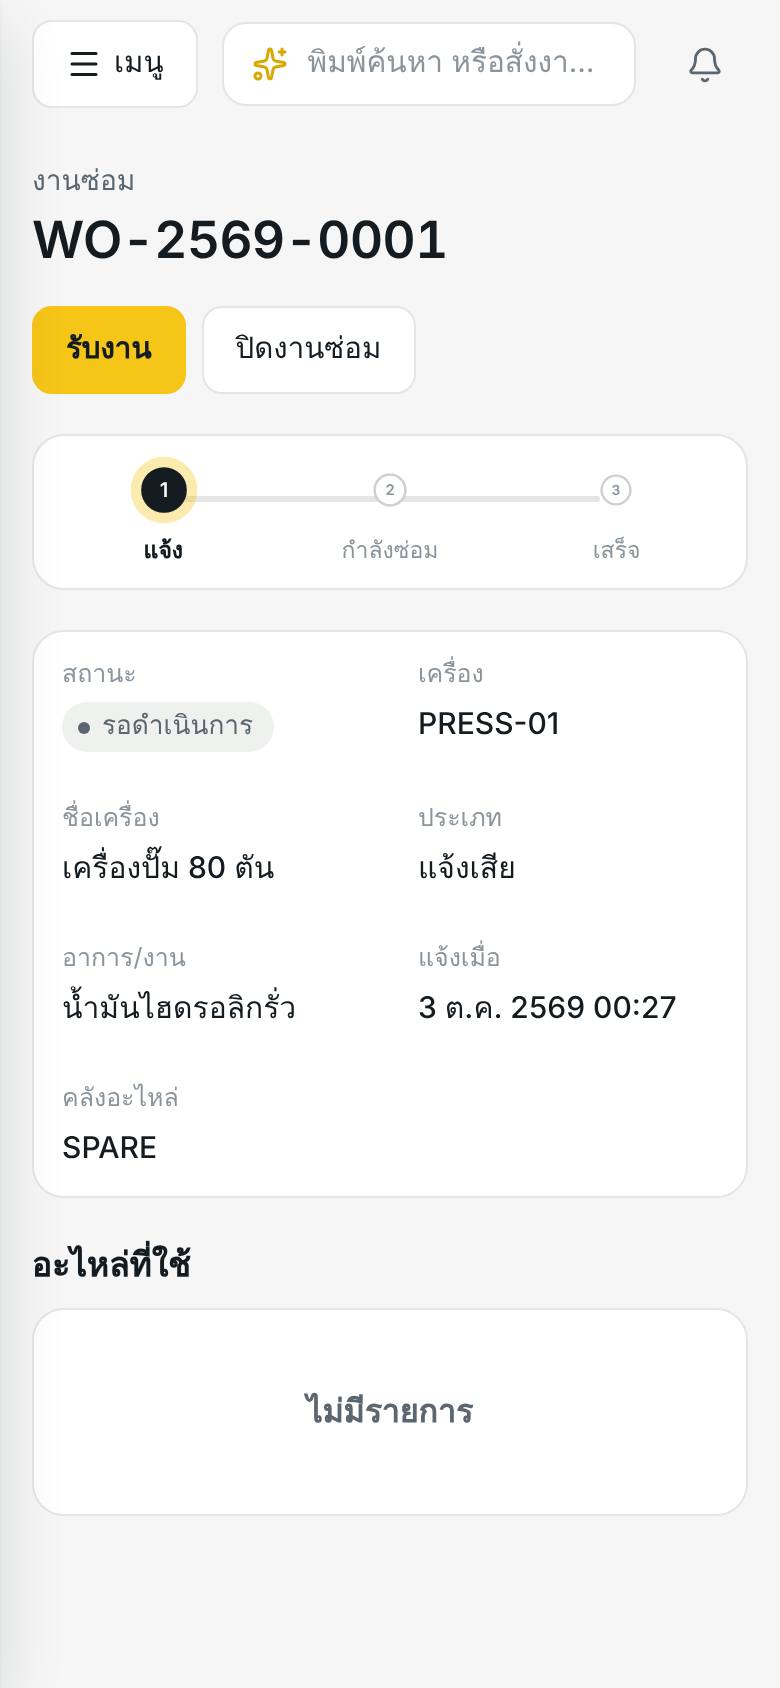 เมนู
พิมพ์ค้นหา หรือสั่งงา...
งานซ่อม
WO-2569-0001
รับงาน
ปิดงานซ่อม
1
2
3
แจ้ง
กำลังซ่อม
เสร็จ
สถานะ
รอดำเนินการ
เครื่อง
PRESS-01
ชื่อเครื่อง
เครื่องปั๊ม 80 ตัน
ประเภท
แจ้งเสีย
อาการ/งาน
น้ำมันไฮดรอลิกรั่ว
แจ้งเมื่อ
3 ต.ค. 2569 00:27
คลังอะไหล่
SPARE
อะไหล่ที่ใช้
ไม่มีรายการ